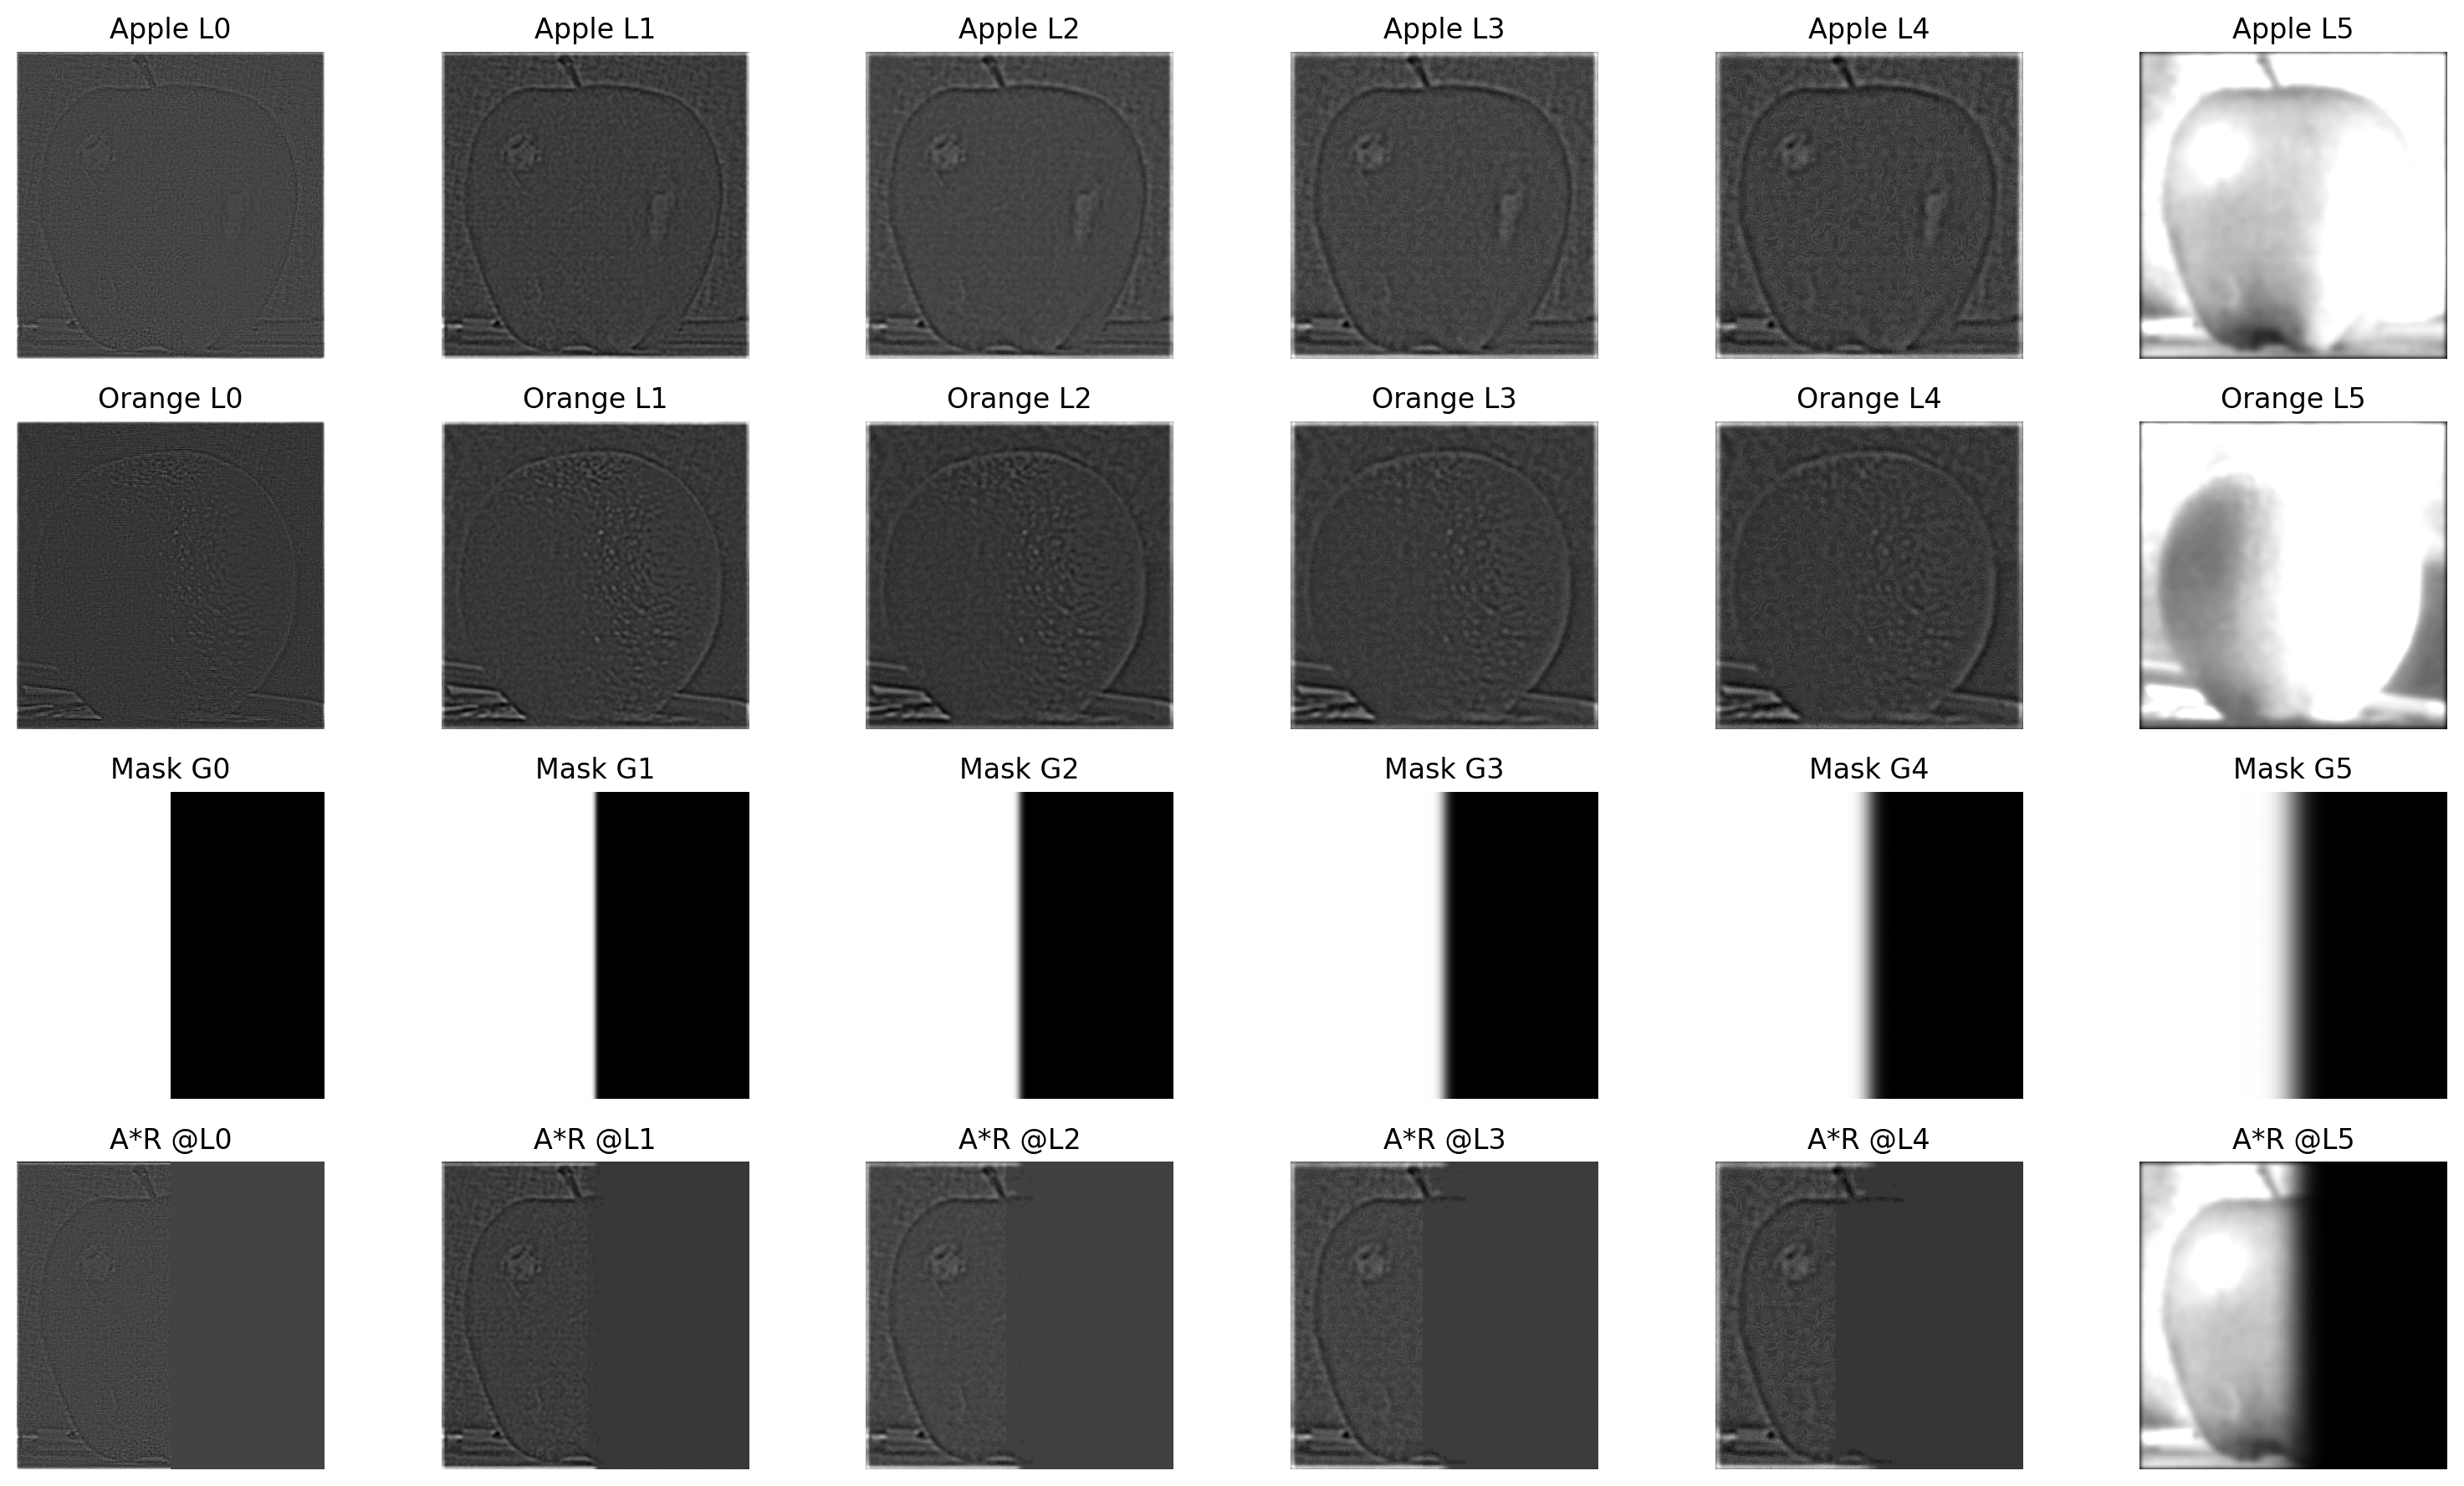 Apple L0
Apple L1
Apple L2
Apple L3
Apple L4
Apple L5
Orange L0
Orange L1
Orange L2
Orange L3
Orange L4
Orange L5
Mask G0
Mask G1
Mask G2
Mask G3
Mask G4
Mask G5
A*R @L0
A*R @L1
A*R @L2
A*R @L3
A*R @L4
A*R @L5